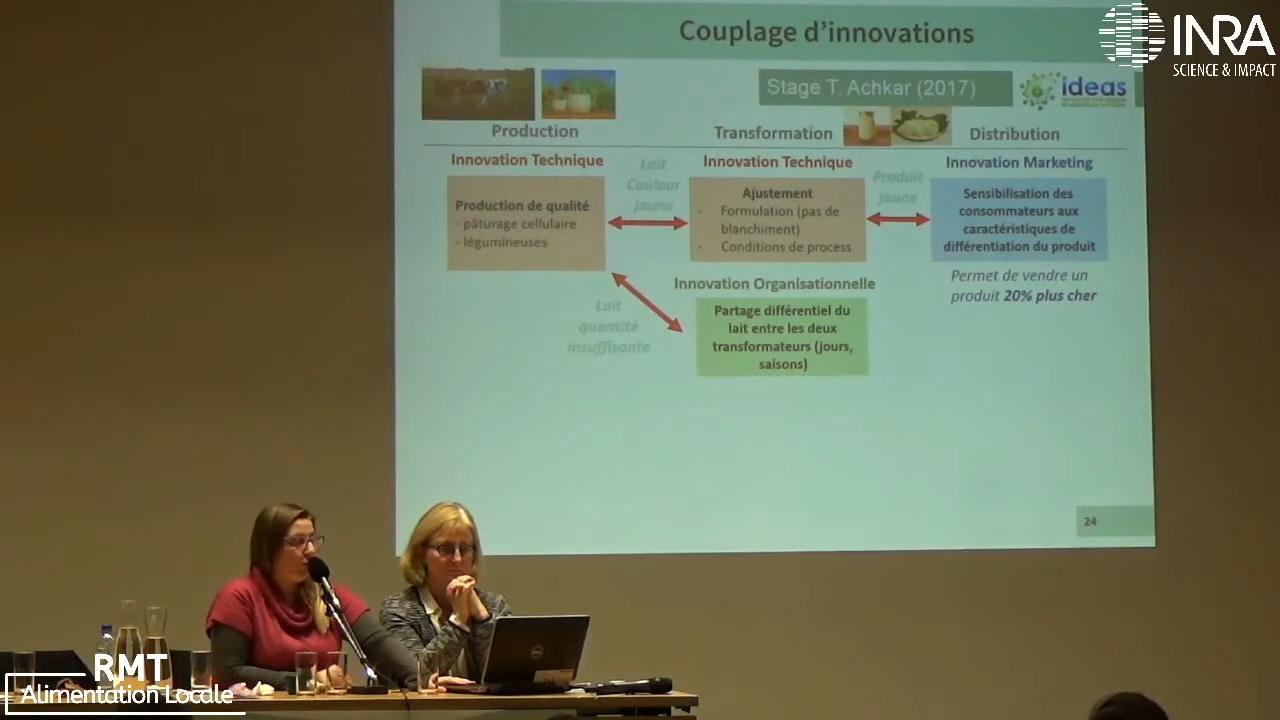 Couplage d'innovations
INRA
SCIENCE & IMPACT
Stage T. Achkar (2017)
ideas
Production
Transformation
Distribution
Innovation Technique
Innovation Technique
Innovation Marketing
Lait
Couleur
jaune
Produit
jaune
Production de qualité
- pâturage cellulaire
- légumineuses
Ajustement
- Formulation (pas de
blanchiment)
- Conditions de process
Sensibilisation des
consommateurs aux
caractéristiques de
différentiation du produit
Permet de vendre un
produit 20% plus cher
Innovation Organisationnelle
Lait
quantité
insuffisante
Partage différentiel du
lait entre les deux
transformateurs (jours,
saisons)
24
DELL
RMT
Alimentation Locale